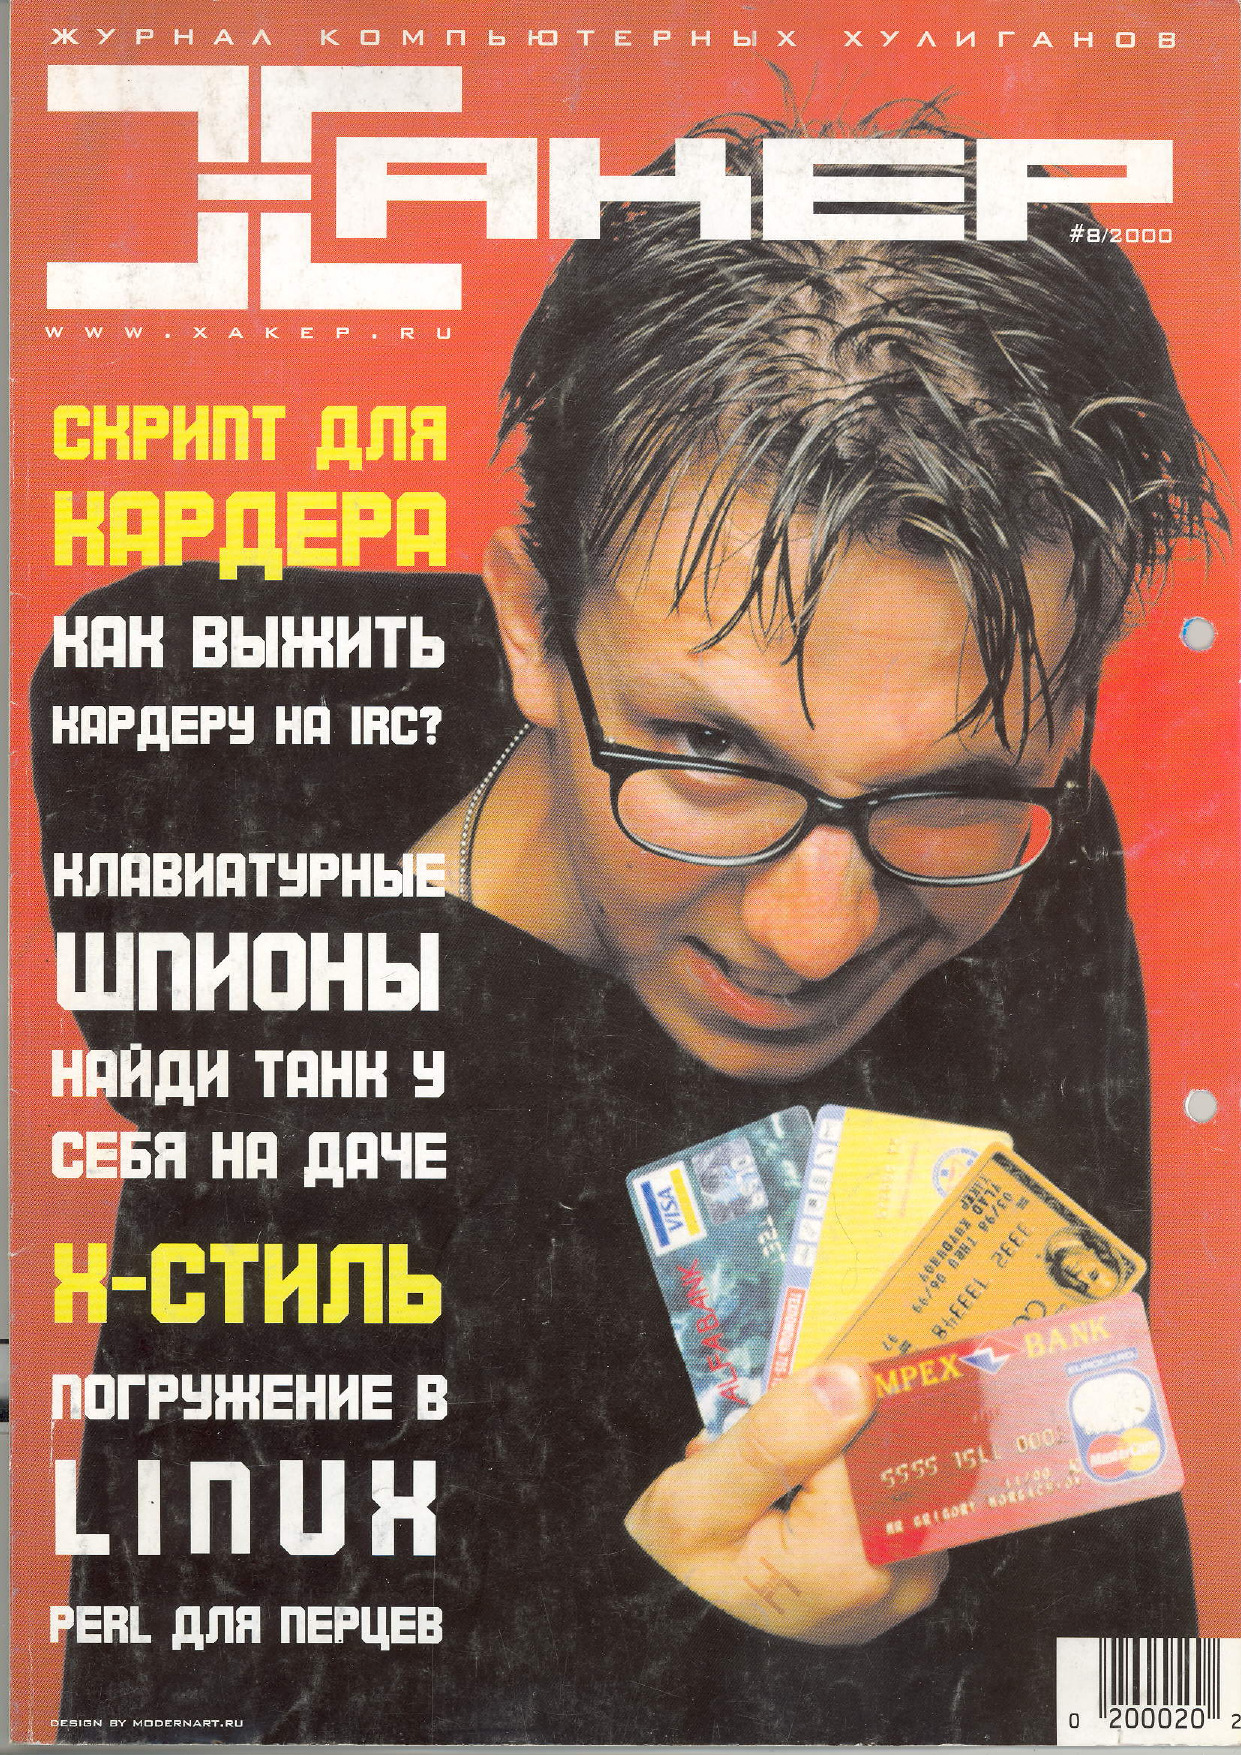 ЖУРНАЛ КОМПЬЮТЕРНЫХ ХУЛИГАНОВ
ХАКЕР
#8/2000
WWW.XAKEP.RU
СКРИПТ ДЛЯ
КАРДЕРА
КАК ВЫЖИТЬ
КАРДЕРУ НА IRC?
КЛАВИАТУРНЫЕ
ШПИОНЫ
НАЙДИ ТАНК У
СЕБЯ НА ДАЧЕ
X-СТИЛЬ
ПОГРУЖЕНИЕ В
LINUX
PERL ДЛЯ ПЕРЦЕВ
VISA
ALFABANK
MPEX BANK
EUROCARD
MasterCard
DESIGN BY MODERNART.RU
0 200020 2